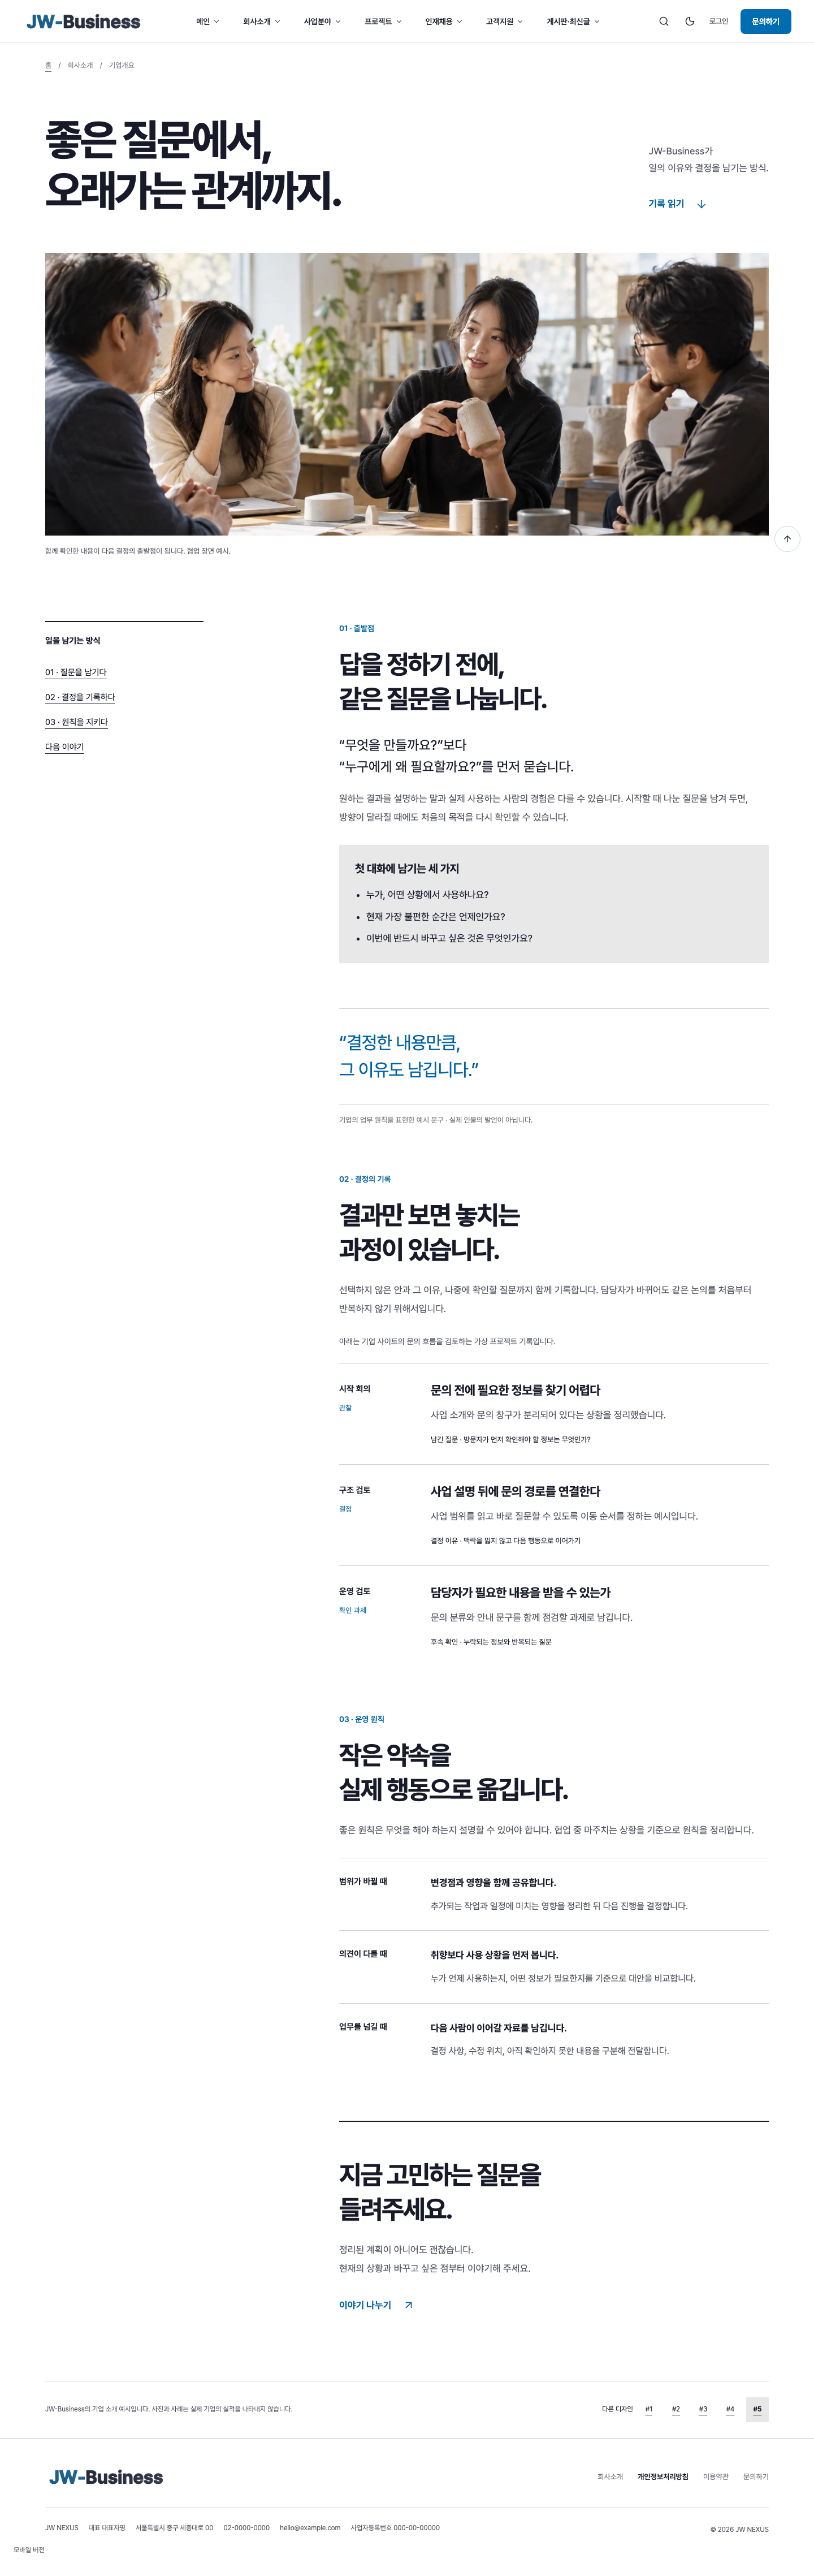 JW-Business
메인
회사소개
사업분야
프로젝트
인재채용
고객지원
게시판·최신글
로그인
문의하기
홈 / 회사소개 / 기업개요
좋은 질문에서,
오래가는 관계까지.
JW-Business가
일의 이유와 결정을 남기는 방식.
기록 읽기
함께 확인한 내용이 다음 결정의 출발점이 됩니다. 협업 장면 예시.
일을 남기는 방식
01 · 질문을 남기다
02 · 결정을 기록하다
03 · 원칙을 지키다
다음 이야기
01 · 출발점
답을 정하기 전에,
같은 질문을 나눕니다.
“무엇을 만들까요?”보다
“누구에게 왜 필요할까요?”를 먼저 묻습니다.
원하는 결과를 설명하는 말과 실제 사용하는 사람의 경험은 다를 수 있습니다. 시작할 때 나눈 질문을 남겨 두면,
방향이 달라질 때에도 처음의 목적을 다시 확인할 수 있습니다.
첫 대화에 남기는 세 가지
• 누가, 어떤 상황에서 사용하나요?
• 현재 가장 불편한 순간은 언제인가요?
• 이번에 반드시 바꾸고 싶은 것은 무엇인가요?
“결정한 내용만큼,
그 이유도 남깁니다.”
기업의 업무 원칙을 표현한 예시 문구 · 실제 인물의 발언이 아닙니다.
02 · 결정의 기록
결과만 보면 놓치는
과정이 있습니다.
선택하지 않은 안과 그 이유, 나중에 확인할 질문까지 함께 기록합니다. 담당자가 바뀌어도 같은 논의를 처음부터
반복하지 않기 위해서입니다.
아래는 기업 사이트의 문의 흐름을 검토하는 가상 프로젝트 기록입니다.
시작 회의
관찰
문의 전에 필요한 정보를 찾기 어렵다
사업 소개와 문의 창구가 분리되어 있다는 상황을 정리했습니다.
남긴 질문 · 방문자가 먼저 확인해야 할 정보는 무엇인가?
구조 검토
결정
사업 설명 뒤에 문의 경로를 연결한다
사업 범위를 읽고 바로 질문할 수 있도록 이동 순서를 정하는 예시입니다.
결정 이유 · 맥락을 잃지 않고 다음 행동으로 이어가기
운영 검토
확인 과제
담당자가 필요한 내용을 받을 수 있는가
문의 분류와 안내 문구를 함께 점검할 과제로 남깁니다.
후속 확인 · 누락되는 정보와 반복되는 질문
03 · 운영 원칙
작은 약속을
실제 행동으로 옮깁니다.
좋은 원칙은 무엇을 해야 하는지 설명할 수 있어야 합니다. 협업 중 마주치는 상황을 기준으로 원칙을 정리합니다.
범위가 바뀔 때
변경점과 영향을 함께 공유합니다.
추가되는 작업과 일정에 미치는 영향을 정리한 뒤 다음 진행을 결정합니다.
의견이 다를 때
취향보다 사용 상황을 먼저 봅니다.
누가 언제 사용하는지, 어떤 정보가 필요한지를 기준으로 대안을 비교합니다.
업무를 넘길 때
다음 사람이 이어갈 자료를 남깁니다.
결정 사항, 수정 위치, 아직 확인하지 못한 내용을 구분해 전달합니다.
지금 고민하는 질문을
들려주세요.
정리된 계획이 아니어도 괜찮습니다.
현재의 상황과 바꾸고 싶은 점부터 이야기해 주세요.
이야기 나누기
JW-Business의 기업 소개 예시입니다. 사진과 사례는 실제 기업의 실적을 나타내지 않습니다.
다른 디자인 #1 #2 #3 #4 #5
JW-Business
회사소개 개인정보처리방침 이용약관 문의하기
JW NEXUS 대표 대표자명 서울특별시 중구 세종대로 00 02-0000-0000 hello@example.com 사업자등록번호 000-00-00000
© 2026 JW NEXUS
모바일 버전